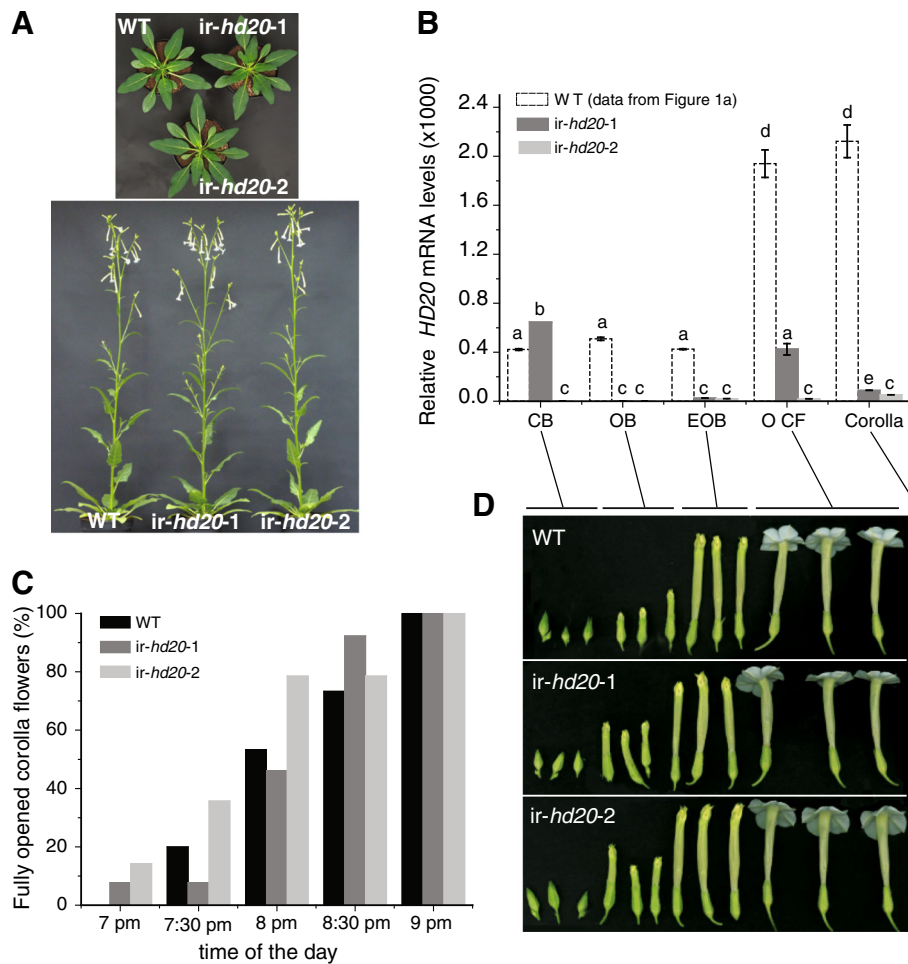 A
WT
ir-hd20-1
ir-hd20-2
WT
ir-hd20-1
ir-hd20-2
B
Relative HD20 mRNA levels (x1000)
2.4
2.0
1.6
1.2
0.8
0.4
0.0
W T (data from Figure 1a)
ir-hd20-1
ir-hd20-2
a b c
a c c
a c c
d a c
d e c
CB OB EOB O CF Corolla
C
Fully opened corolla flowers (%)
100
80
60
40
20
0
WT
ir-hd20-1
ir-hd20-2
7 pm 7:30 pm 8 pm 8:30 pm 9 pm
time of the day
D
WT
ir-hd20-1
ir-hd20-2